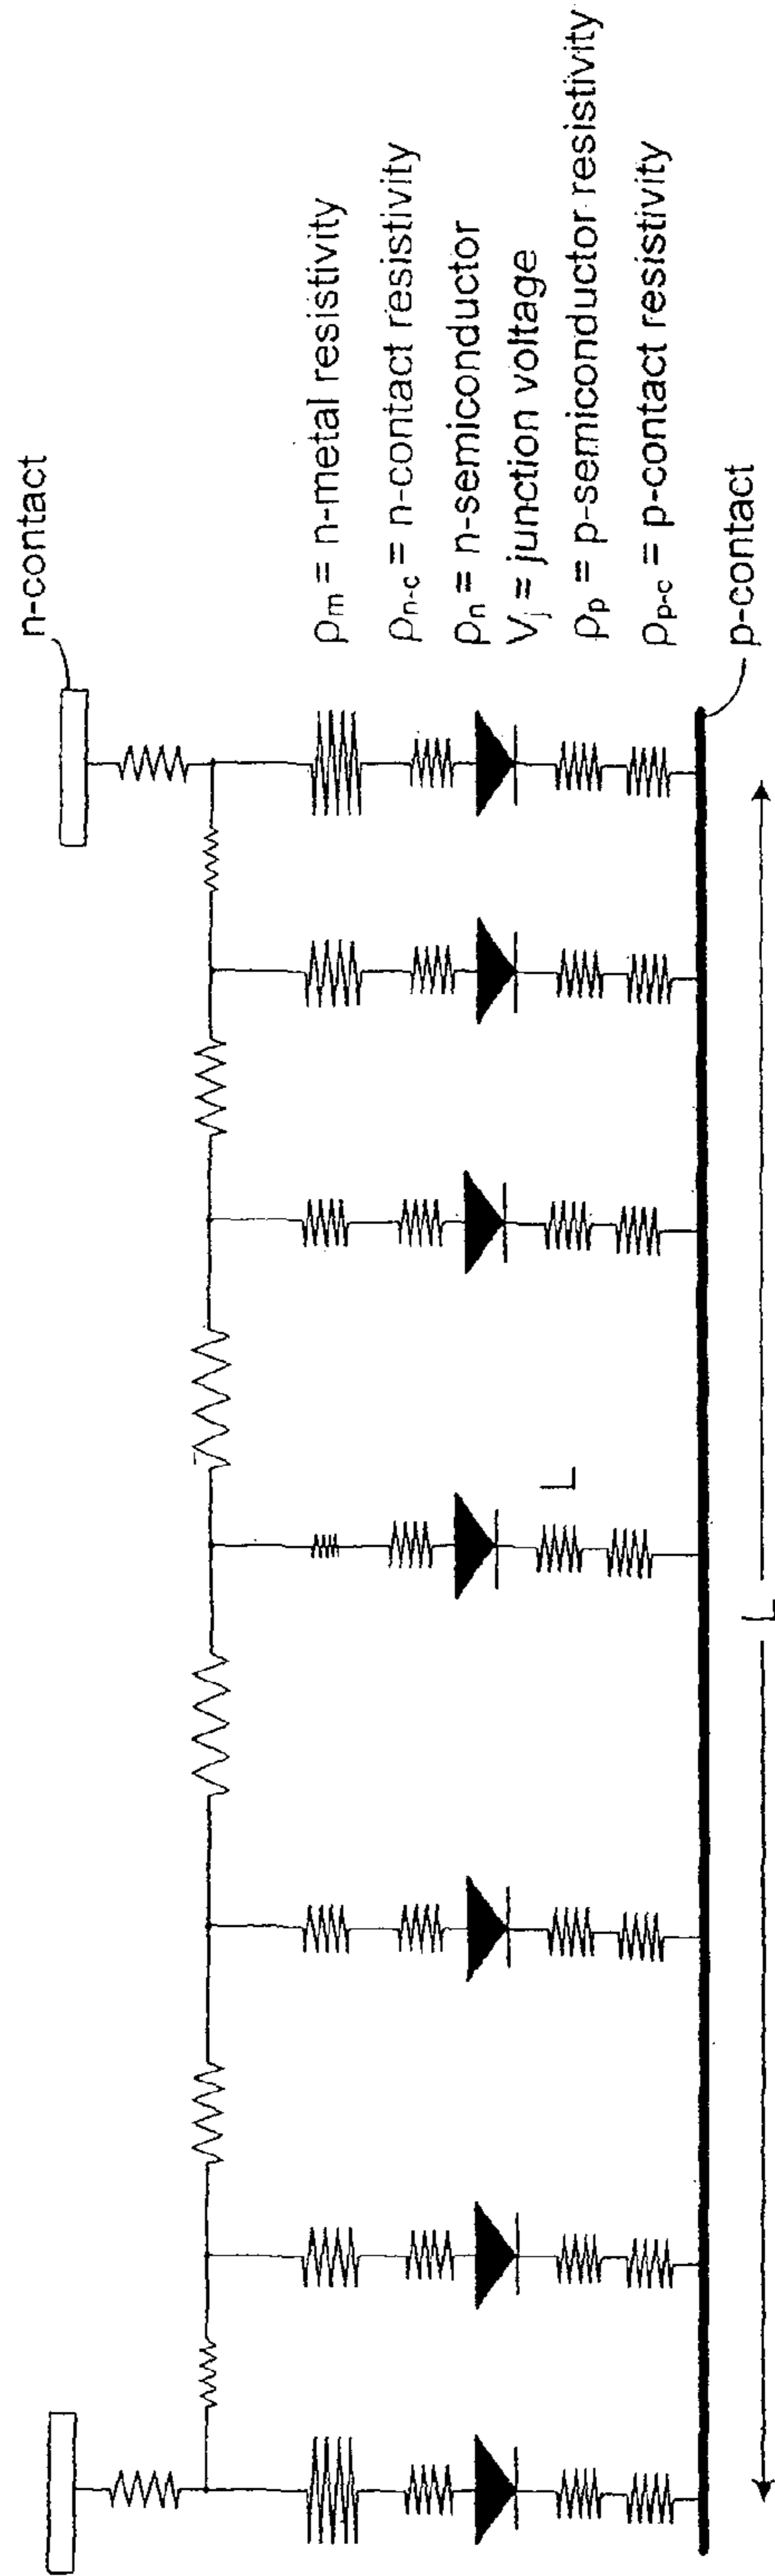 n-contact
ρm = n-metal resistivity
ρn-c = n-contact resistivity
ρn = n-semiconductor
Vj = junction voltage
ρp = p-semiconductor resistivity
ρp-c = p-contact resistivity
p-contact
L
L